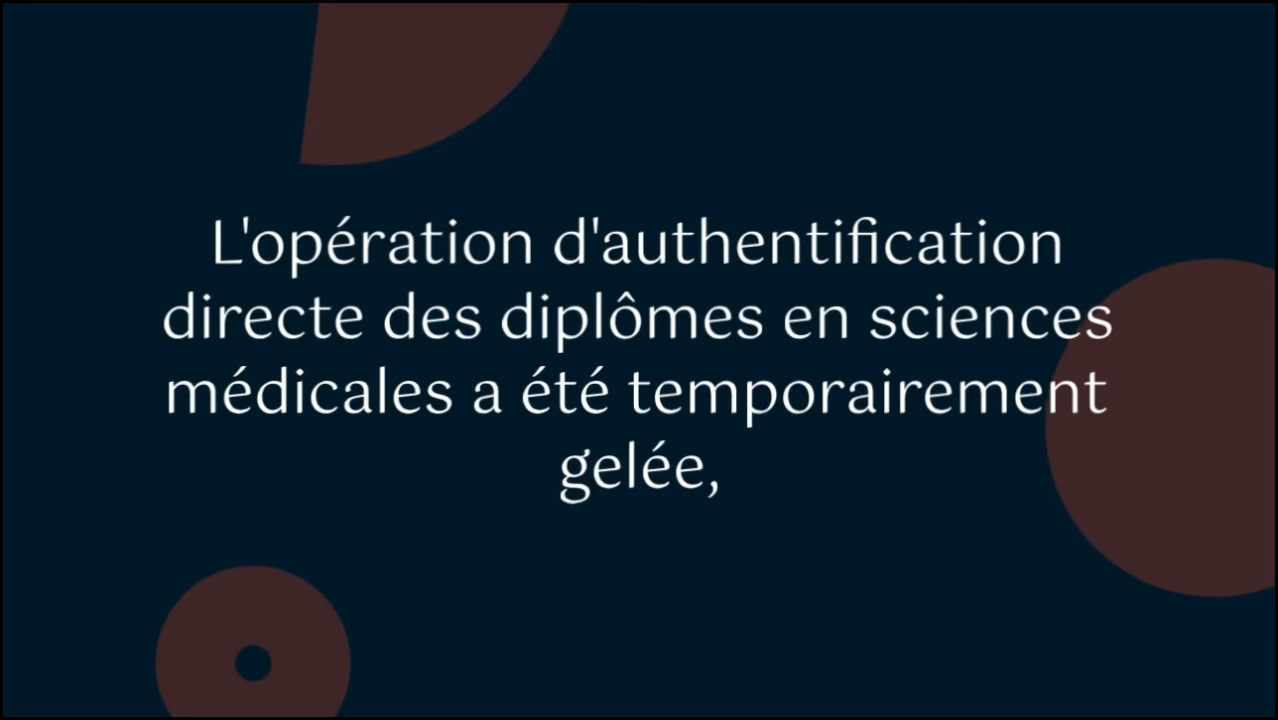 L'opération d'authentification
directe des diplômes en sciences
médicales a été temporairement
gelée,